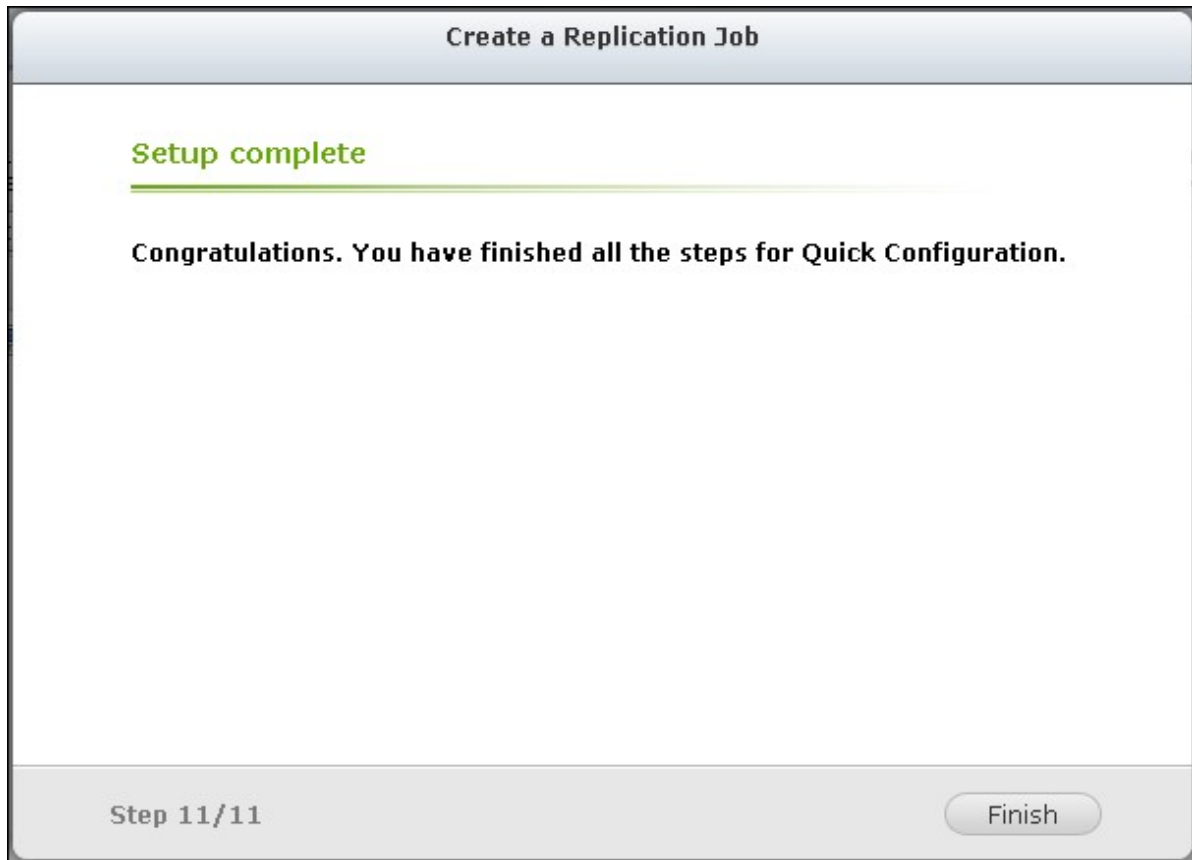 Create a Replication Job
Setup complete
Congratulations. You have finished all the steps for Quick Configuration.
Step 11/11
Finish